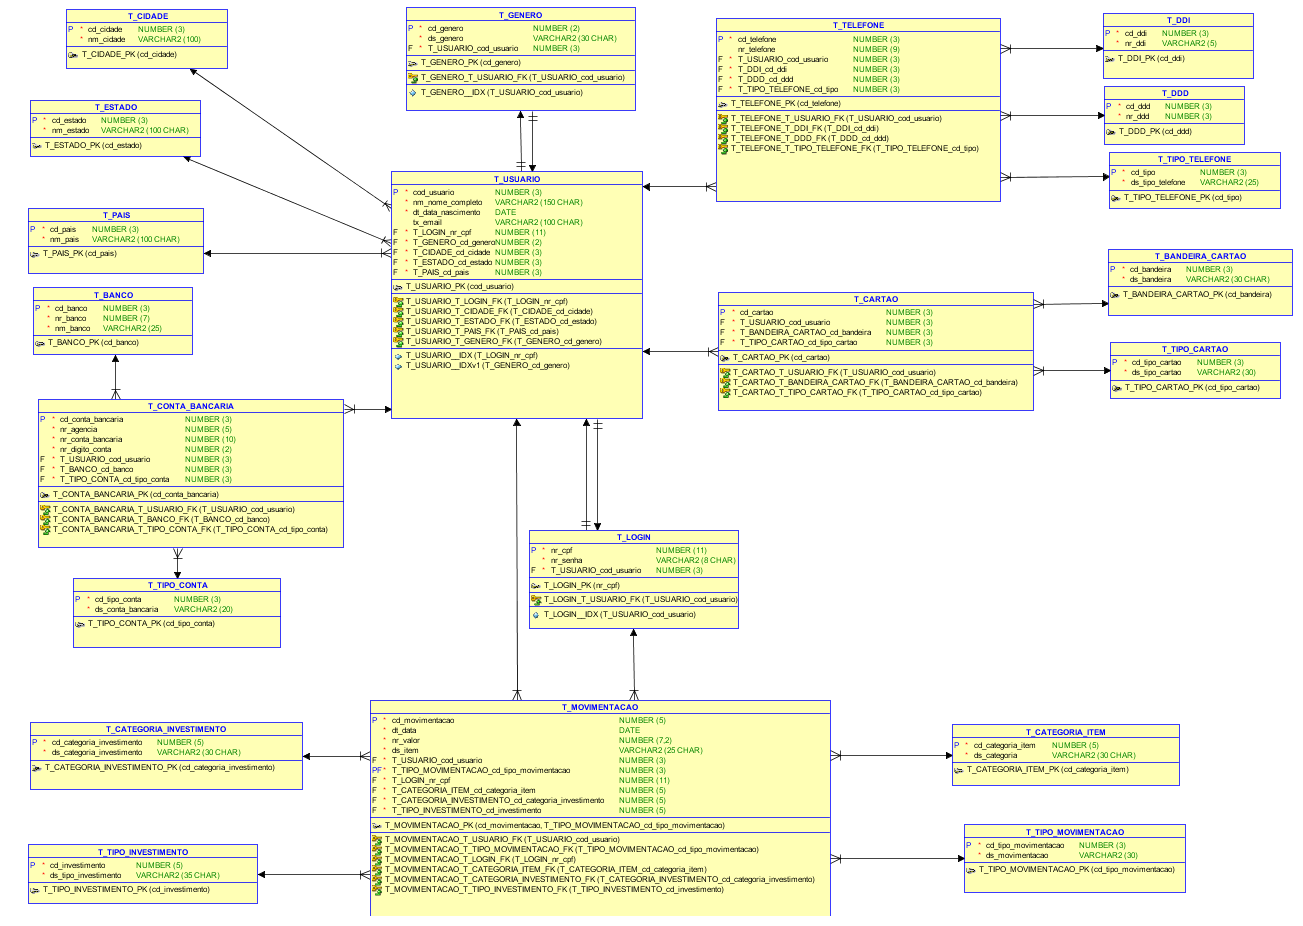 T_CIDADE
P * cd_cidade NUMBER (3)
* nm_cidade VARCHAR2 (100)
T_CIDADE_PK (cd_cidade)
T_GENERO
P * cd_genero NUMBER (2)
* ds_genero VARCHAR2 (30 CHAR)
F * T_USUARIO_cod_usuario NUMBER (3)
T_GENERO_PK (cd_genero)
T_GENERO_T_USUARIO_FK (T_USUARIO_cod_usuario)
T_GENERO__IDX (T_USUARIO_cod_usuario)
T_TELEFONE
P * cd_telefone NUMBER (3)
nr_telefone NUMBER (9)
F * T_USUARIO_cod_usuario NUMBER (3)
F * T_DDI_cd_ddi NUMBER (3)
F * T_DDD_cd_ddd NUMBER (3)
F * T_TIPO_TELEFONE_cd_tipo NUMBER (3)
T_TELEFONE_PK (cd_telefone)
T_TELEFONE_T_USUARIO_FK (T_USUARIO_cod_usuario)
T_TELEFONE_T_DDI_FK (T_DDI_cd_ddi)
T_TELEFONE_T_DDD_FK (T_DDD_cd_ddd)
T_TELEFONE_T_TIPO_TELEFONE_FK (T_TIPO_TELEFONE_cd_tipo)
T_DDI
P * cd_ddi NUMBER (3)
* nr_ddi VARCHAR2 (5)
T_DDI_PK (cd_ddi)
T_DDD
P * cd_ddd NUMBER (3)
* nr_ddd NUMBER (3)
T_DDD_PK (cd_ddd)
T_TIPO_TELEFONE
P * cd_tipo NUMBER (3)
* ds_tipo_telefone VARCHAR2 (25)
T_TIPO_TELEFONE_PK (cd_tipo)
T_ESTADO
P * cd_estado NUMBER (3)
* nm_estado VARCHAR2 (100 CHAR)
T_ESTADO_PK (cd_estado)
T_PAIS
P * cd_pais NUMBER (3)
* nm_pais VARCHAR2 (100 CHAR)
T_PAIS_PK (cd_pais)
T_USUARIO
P * cod_usuario NUMBER (3)
* nm_nome_completo VARCHAR2 (150 CHAR)
* dt_data_nascimento DATE
tx_email VARCHAR2 (100 CHAR)
F * T_LOGIN_nr_cpf NUMBER (11)
F * T_GENERO_cd_genero NUMBER (2)
F * T_CIDADE_cd_cidade NUMBER (3)
F * T_ESTADO_cd_estado NUMBER (3)
F * T_PAIS_cd_pais NUMBER (3)
T_USUARIO_PK (cod_usuario)
T_USUARIO_T_LOGIN_FK (T_LOGIN_nr_cpf)
T_USUARIO_T_CIDADE_FK (T_CIDADE_cd_cidade)
T_USUARIO_T_ESTADO_FK (T_ESTADO_cd_estado)
T_USUARIO_T_PAIS_FK (T_PAIS_cd_pais)
T_USUARIO_T_GENERO_FK (T_GENERO_cd_genero)
T_USUARIO__IDX (T_LOGIN_nr_cpf)
T_USUARIO__IDXv1 (T_GENERO_cd_genero)
T_BANCO
P * cd_banco NUMBER (3)
* nr_banco NUMBER (7)
* nm_banco VARCHAR2 (25)
T_BANCO_PK (cd_banco)
T_CARTAO
P * cd_cartao NUMBER (3)
F * T_USUARIO_cod_usuario NUMBER (3)
F * T_BANDEIRA_CARTAO_cd_bandeira NUMBER (3)
F * T_TIPO_CARTAO_cd_tipo_cartao NUMBER (3)
T_CARTAO_PK (cd_cartao)
T_CARTAO_T_USUARIO_FK (T_USUARIO_cod_usuario)
T_CARTAO_T_BANDEIRA_CARTAO_FK (T_BANDEIRA_CARTAO_cd_bandeira)
T_CARTAO_T_TIPO_CARTAO_FK (T_TIPO_CARTAO_cd_tipo_cartao)
T_BANDEIRA_CARTAO
P * cd_bandeira NUMBER (3)
* ds_bandeira VARCHAR2 (30 CHAR)
T_BANDEIRA_CARTAO_PK (cd_bandeira)
T_TIPO_CARTAO
P * cd_tipo_cartao NUMBER (3)
* ds_tipo_cartao VARCHAR2 (30)
T_TIPO_CARTAO_PK (cd_tipo_cartao)
T_CONTA_BANCARIA
P * cd_conta_bancaria NUMBER (3)
* nr_agencia NUMBER (5)
* nr_conta_bancaria NUMBER (10)
* nr_digito_conta NUMBER (2)
F * T_USUARIO_cod_usuario NUMBER (3)
F * T_BANCO_cd_banco NUMBER (3)
F * T_TIPO_CONTA_cd_tipo_conta NUMBER (3)
T_CONTA_BANCARIA_PK (cd_conta_bancaria)
T_CONTA_BANCARIA_T_USUARIO_FK (T_USUARIO_cod_usuario)
T_CONTA_BANCARIA_T_BANCO_FK (T_BANCO_cd_banco)
T_CONTA_BANCARIA_T_TIPO_CONTA_FK (T_TIPO_CONTA_cd_tipo_conta)
T_TIPO_CONTA
P * cd_tipo_conta NUMBER (3)
* ds_conta_bancaria VARCHAR2 (20)
T_TIPO_CONTA_PK (cd_tipo_conta)
T_LOGIN
P * nr_cpf NUMBER (11)
* nr_senha VARCHAR2 (8 CHAR)
F * T_USUARIO_cod_usuario NUMBER (3)
T_LOGIN_PK (nr_cpf)
T_LOGIN_T_USUARIO_FK (T_USUARIO_cod_usuario)
T_LOGIN__IDX (T_USUARIO_cod_usuario)
T_CATEGORIA_INVESTIMENTO
P * cd_categoria_investimento NUMBER (5)
* ds_categoria_investimento VARCHAR2 (30 CHAR)
T_CATEGORIA_INVESTIMENTO_PK (cd_categoria_investimento)
T_TIPO_INVESTIMENTO
P * cd_investimento NUMBER (5)
* ds_tipo_investimento VARCHAR2 (35 CHAR)
T_TIPO_INVESTIMENTO_PK (cd_investimento)
T_MOVIMENTACAO
P * cd_movimentacao NUMBER (5)
* dt_data DATE
* nr_valor NUMBER (7,2)
* ds_item VARCHAR2 (25 CHAR)
F * T_USUARIO_cod_usuario NUMBER (3)
PF * T_TIPO_MOVIMENTACAO_cd_tipo_movimentacao NUMBER (3)
F * T_LOGIN_nr_cpf NUMBER (11)
F * T_CATEGORIA_ITEM_cd_categoria_item NUMBER (5)
F * T_CATEGORIA_INVESTIMENTO_cd_categoria_investimento NUMBER (5)
F * T_TIPO_INVESTIMENTO_cd_investimento NUMBER (5)
T_MOVIMENTACAO_PK (cd_movimentacao, T_TIPO_MOVIMENTACAO_cd_tipo_movimentacao)
T_MOVIMENTACAO_T_USUARIO_FK (T_USUARIO_cod_usuario)
T_MOVIMENTACAO_T_TIPO_MOVIMENTACAO_FK (T_TIPO_MOVIMENTACAO_cd_tipo_movimentacao)
T_MOVIMENTACAO_T_LOGIN_FK (T_LOGIN_nr_cpf)
T_MOVIMENTACAO_T_CATEGORIA_ITEM_FK (T_CATEGORIA_ITEM_cd_categoria_item)
T_MOVIMENTACAO_T_CATEGORIA_INVESTIMENTO_FK (T_CATEGORIA_INVESTIMENTO_cd_categoria_investimento)
T_MOVIMENTACAO_T_TIPO_INVESTIMENTO_FK (T_TIPO_INVESTIMENTO_cd_investimento)
T_CATEGORIA_ITEM
P * cd_categoria_item NUMBER (5)
* ds_categoria VARCHAR2 (30 CHAR)
T_CATEGORIA_ITEM_PK (cd_categoria_item)
T_TIPO_MOVIMENTACAO
P * cd_tipo_movimentacao NUMBER (3)
* ds_movimentacao VARCHAR2 (30)
T_TIPO_MOVIMENTACAO_PK (cd_tipo_movimentacao)